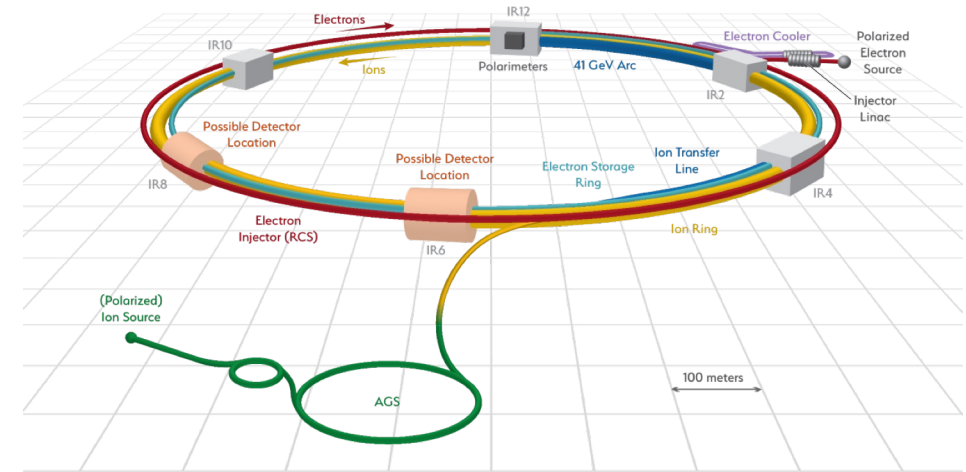 IR12
Electrons
IR10
Ions
Polarimeters
41 GeV Arc
Electron Cooler
Polarized
Electron
Source
IR2
Injector
Linac
Possible Detector
Location
IR8
Possible Detector
Location
Electron Storage
Ring
Ion Transfer
Line
IR4
Electron
Injector (RCS)
IR6
Ion Ring
(Polarized)
Ion Source
100 meters
AGS